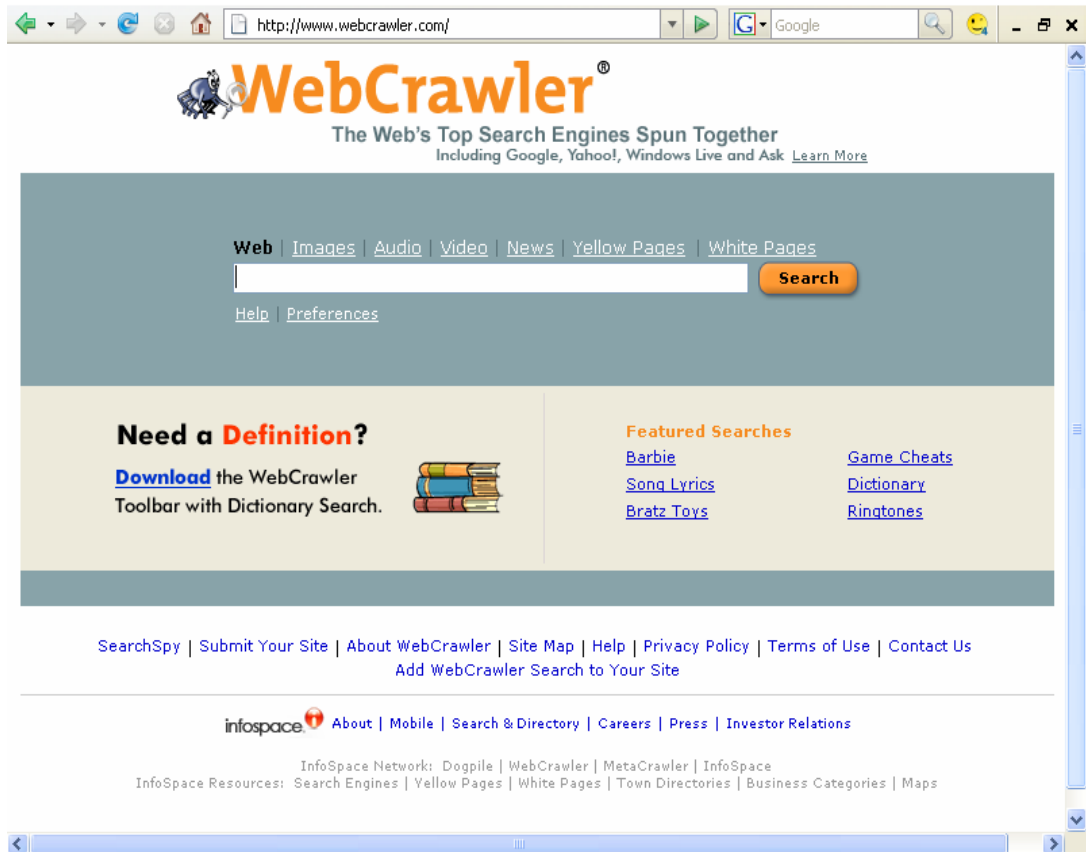 http://www.webcrawler.com/
G Google
WebCrawler®
The Web's Top Search Engines Spun Together
Including Google, Yahoo!, Windows Live and Ask Learn More
Web | Images | Audio | Video | News | Yellow Pages | White Pages
Search
Help | Preferences
Need a Definition?
Download the WebCrawler
Toolbar with Dictionary Search.
Featured Searches
Barbie Game Cheats
Song Lyrics Dictionary
Bratz Toys Ringtones
SearchSpy | Submit Your Site | About WebCrawler | Site Map | Help | Privacy Policy | Terms of Use | Contact Us
Add WebCrawler Search to Your Site
infospace. About | Mobile | Search & Directory | Careers | Press | Investor Relations
InfoSpace Network: Dogpile | WebCrawler | MetaCrawler | InfoSpace
InfoSpace Resources: Search Engines | Yellow Pages | White Pages | Town Directories | Business Categories | Maps